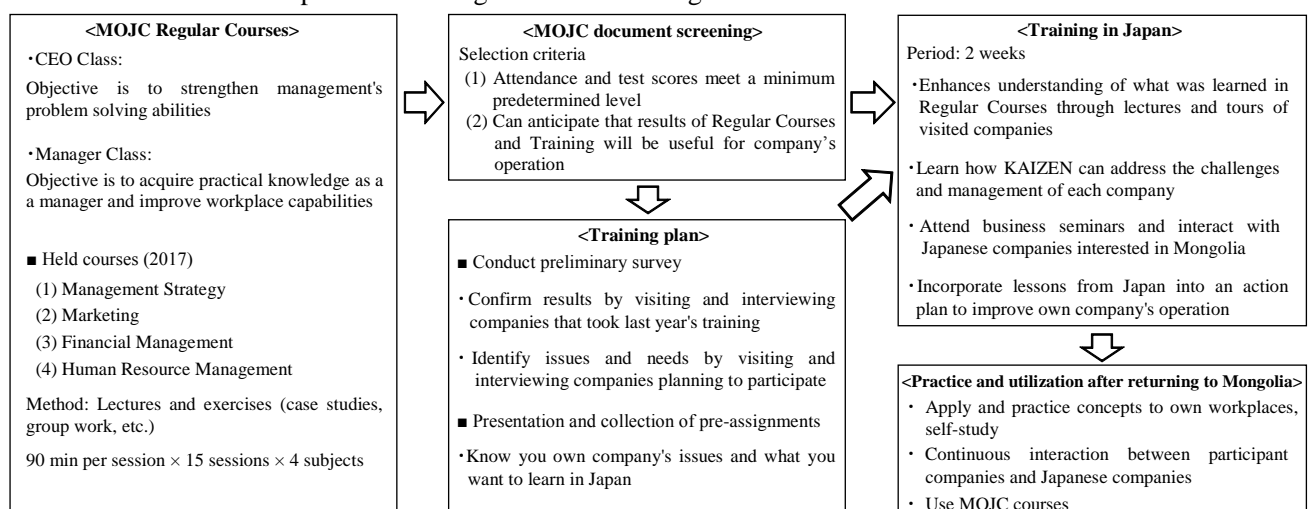 <MOJC Regular Courses>
・CEO Class:
Objective is to strengthen management's
problem solving abilities
・Manager Class:
Objective is to acquire practical knowledge as a
a manager and improve workplace capabilities
■ Held courses (2017)
(1) Management Strategy
(2) Marketing
(3) Financial Management
(4) Human Resource Management
Method: Lectures and exercises (case studies,
group work, etc.)
90 min per session × 15 sessions × 4 subjects
<MOJC document screening>
Selection criteria
(1) Attendance and test scores meet a minimum
predetermined level
(2) Can anticipate that results of Regular Courses
and Training will be useful for company's
operation
<Training plan>
■ Conduct preliminary survey
・Confirm results by visiting and interviewing
companies that took last year's training
・Identify issues and needs by visiting and
interviewing companies planning to participate
■ Presentation and collection of pre-assignments
・Know you own company's issues and what you
want to learn in Japan
<Training in Japan>
Period: 2 weeks
・Enhances understanding of what was learned in
Regular Courses through lectures and tours of
visited companies
・Learn how KAIZEN can address the challenges
and management of each company
・Attend business seminars and interact with
Japanese companies interested in Mongolia
・Incorporate lessons from Japan into an action
plan to improve own company's operation
<Practice and utilization after returning to Mongolia>
・Apply and practice concepts to own workplaces,
self-study
・Continuous interaction between participant
companies and Japanese companies
・Use MOJC courses